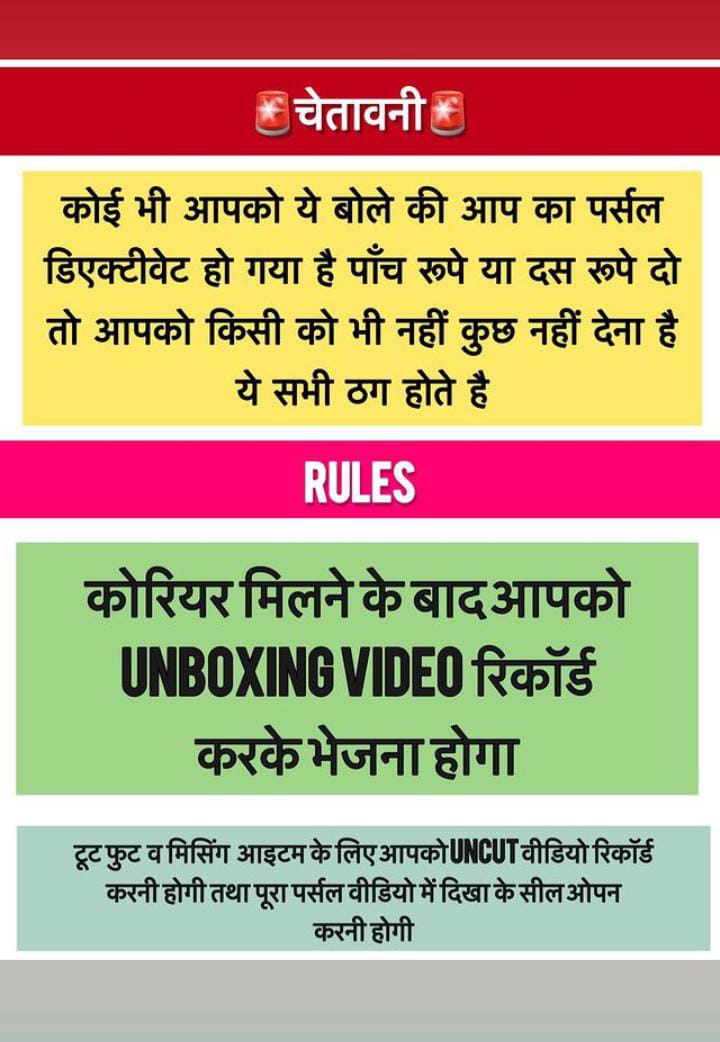 🚨चेतावनी🚨
कोई भी आपको ये बोले की आप का पर्सल
डिएक्टीवेट हो गया है पाँच रूपे या दस रूपे दो
तो आपको किसी को भी नहीं कुछ नहीं देना है
ये सभी ठग होते है
RULES
कोरियर मिलने के बाद आपको
UNBOXING VIDEO रिकॉर्ड
करके भेजना होगा
टूट फुट व मिसिंग आइटम के लिए आपको UNCUT वीडियो रिकॉर्ड
करनी होगी तथा पूरा पर्सल वीडियो में दिखा के सील ओपन
करनी होगी